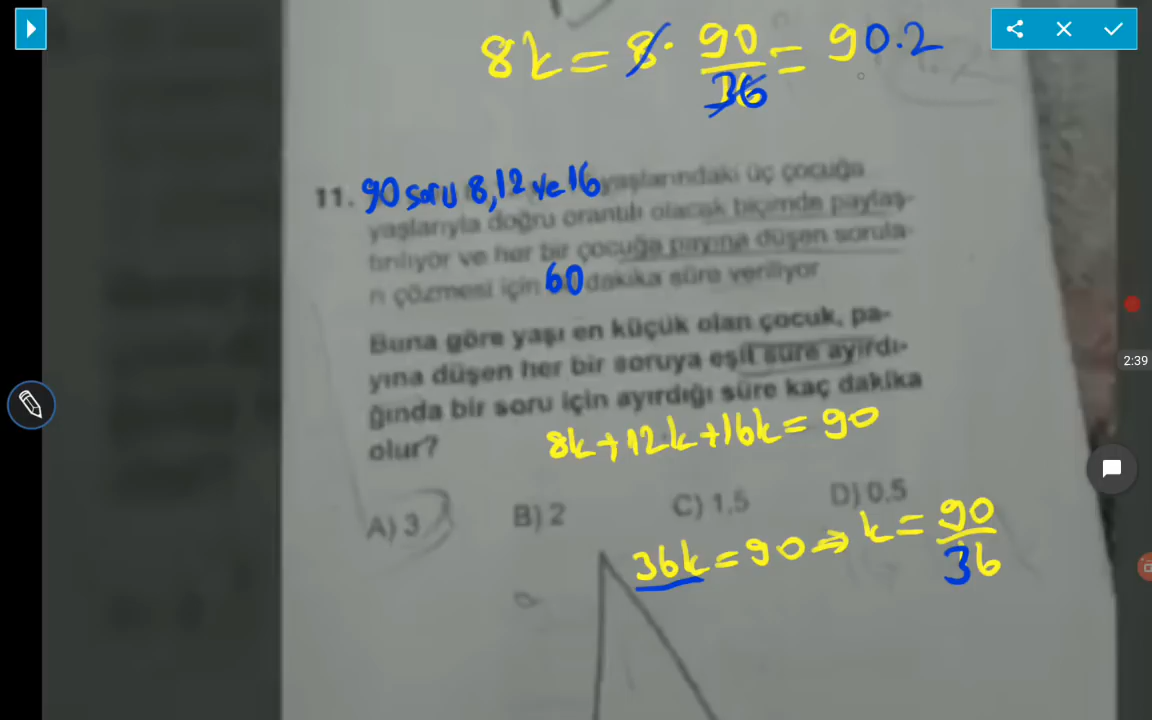 8k = 8 · 90/36 = 90.2
11. 90 soru 8,12 ve 16 yaşlarındaki üç çocuğa
yaşlarıyla doğru orantılı olacak biçimde paylaş-
tırılıyor ve her bir çocuğa payına düşen sorula-
rı çözmesi için 60 dakika süre veriliyor
Buna göre yaşı en küçük olan çocuk, pa-
yına düşen her bir soruya eşit süre ayırdı-
ğında bir soru için ayırdığı süre kaç dakika
olur?
8k+12k+16k=90
A) 3 B) 2 C) 1,5 D) 0,5
36k=90⇒ k=90/36
2:39